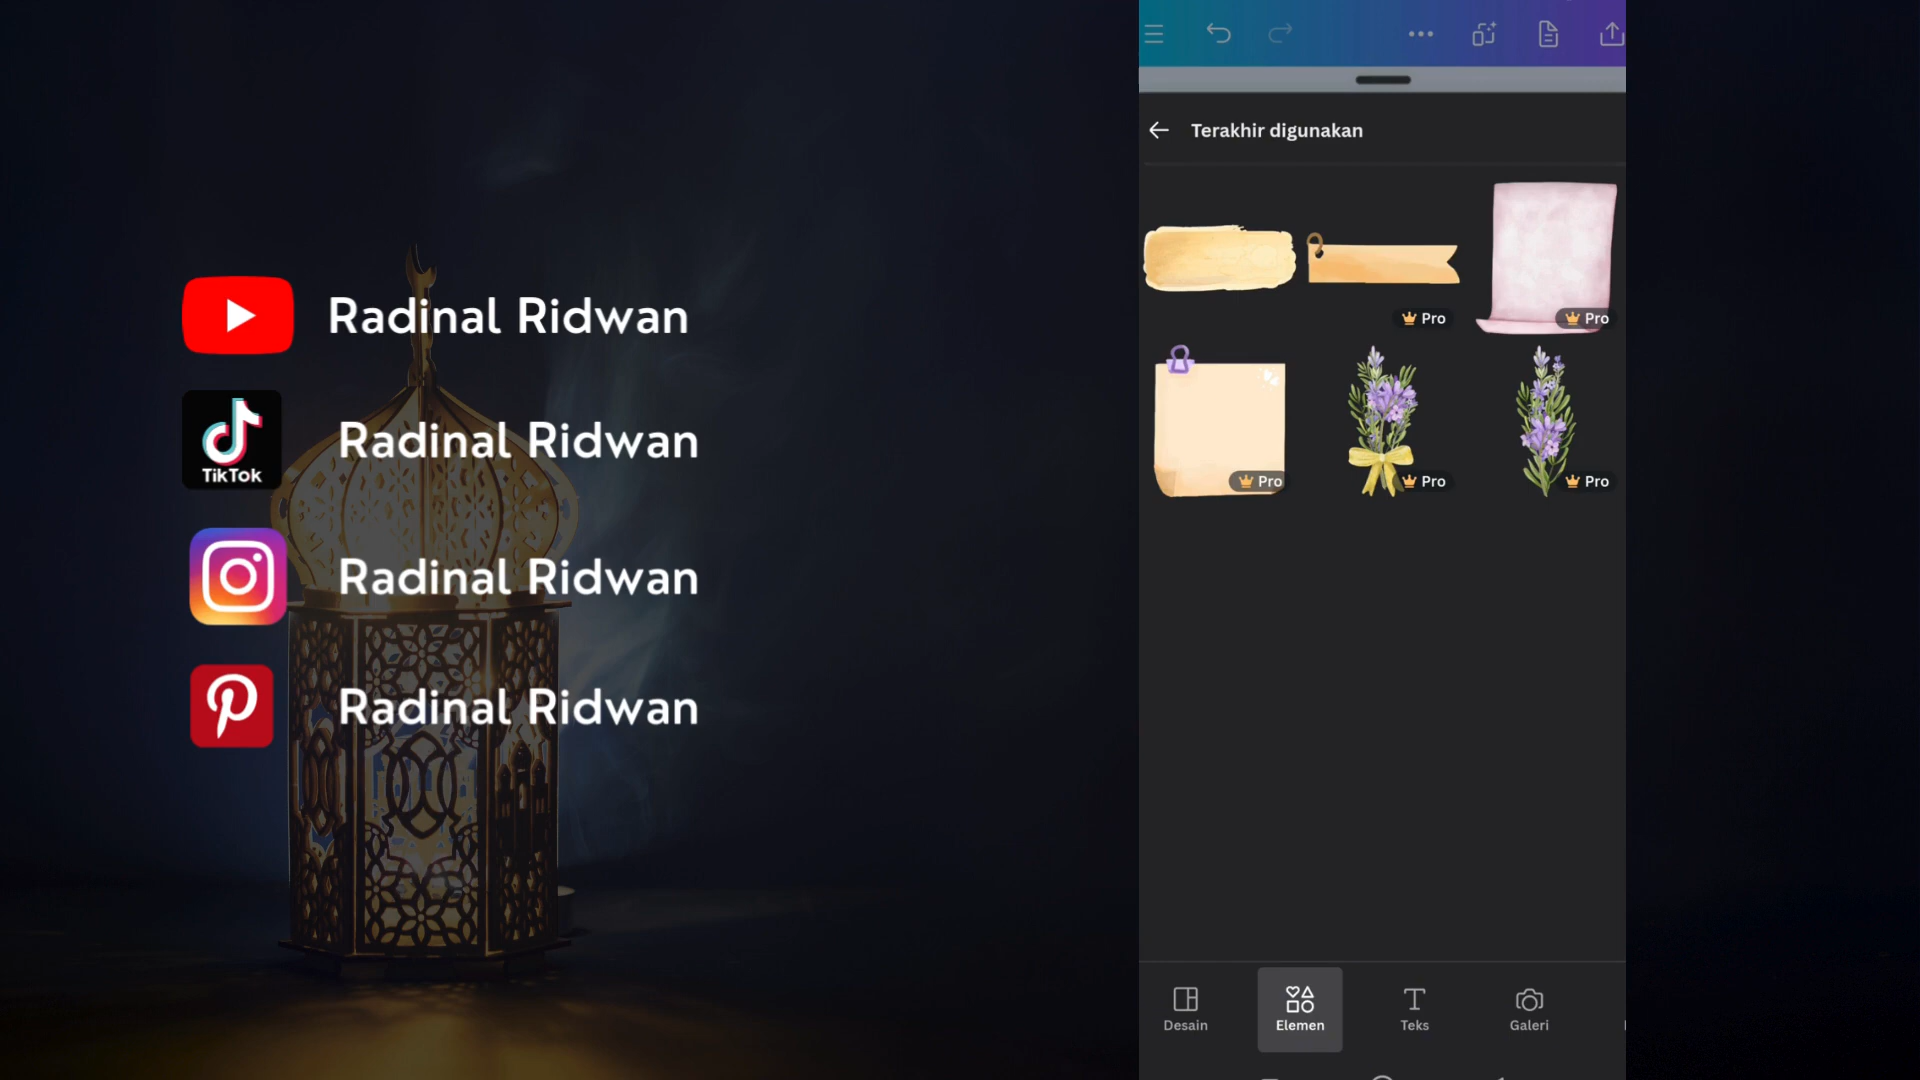 Radinal Ridwan
TikTok
Radinal Ridwan
Radinal Ridwan
Radinal Ridwan
Terakhir digunakan
Pro
Pro
Pro
Pro
Pro
Desain
Elemen
Teks
Galeri